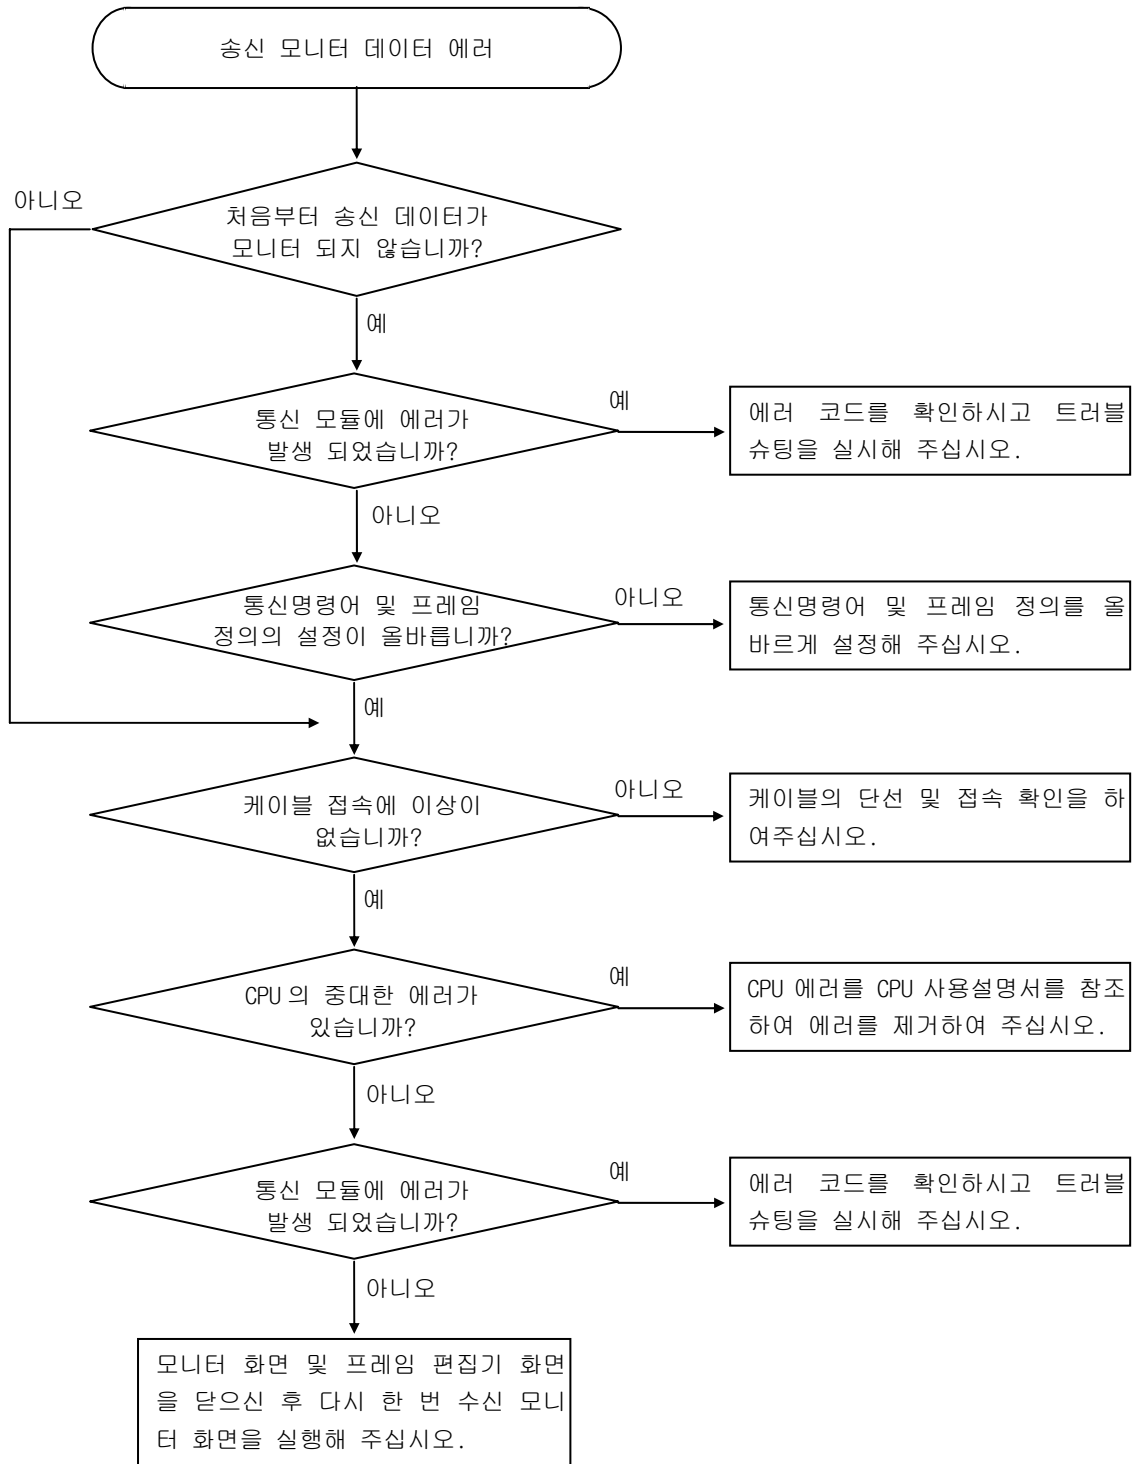 송신 모니터 데이터 에러
아니오
처음부터 송신 데이터가
모니터 되지 않습니까?
예
통신 모듈에 에러가
발생 되었습니까?
예
에러 코드를 확인하시고 트러블
슈팅을 실시해 주십시오.
아니오
통신명령어 및 프레임
정의의 설정이 올바릅니까?
아니오
통신명령어 및 프레임 정의를 올
바르게 설정해 주십시오.
예
케이블 접속에 이상이
없습니까?
아니오
케이블의 단선 및 접속 확인을 하
여주십시오.
예
CPU의 중대한 에러가
있습니까?
예
CPU 에러를 CPU 사용설명서를 참조
하여 에러를 제거하여 주십시오.
아니오
통신 모듈에 에러가
발생 되었습니까?
예
에러 코드를 확인하시고 트러블
슈팅을 실시해 주십시오.
아니오
모니터 화면 및 프레임 편집기 화면
을 닫으신 후 다시 한 번 수신 모니
터 화면을 실행해 주십시오.